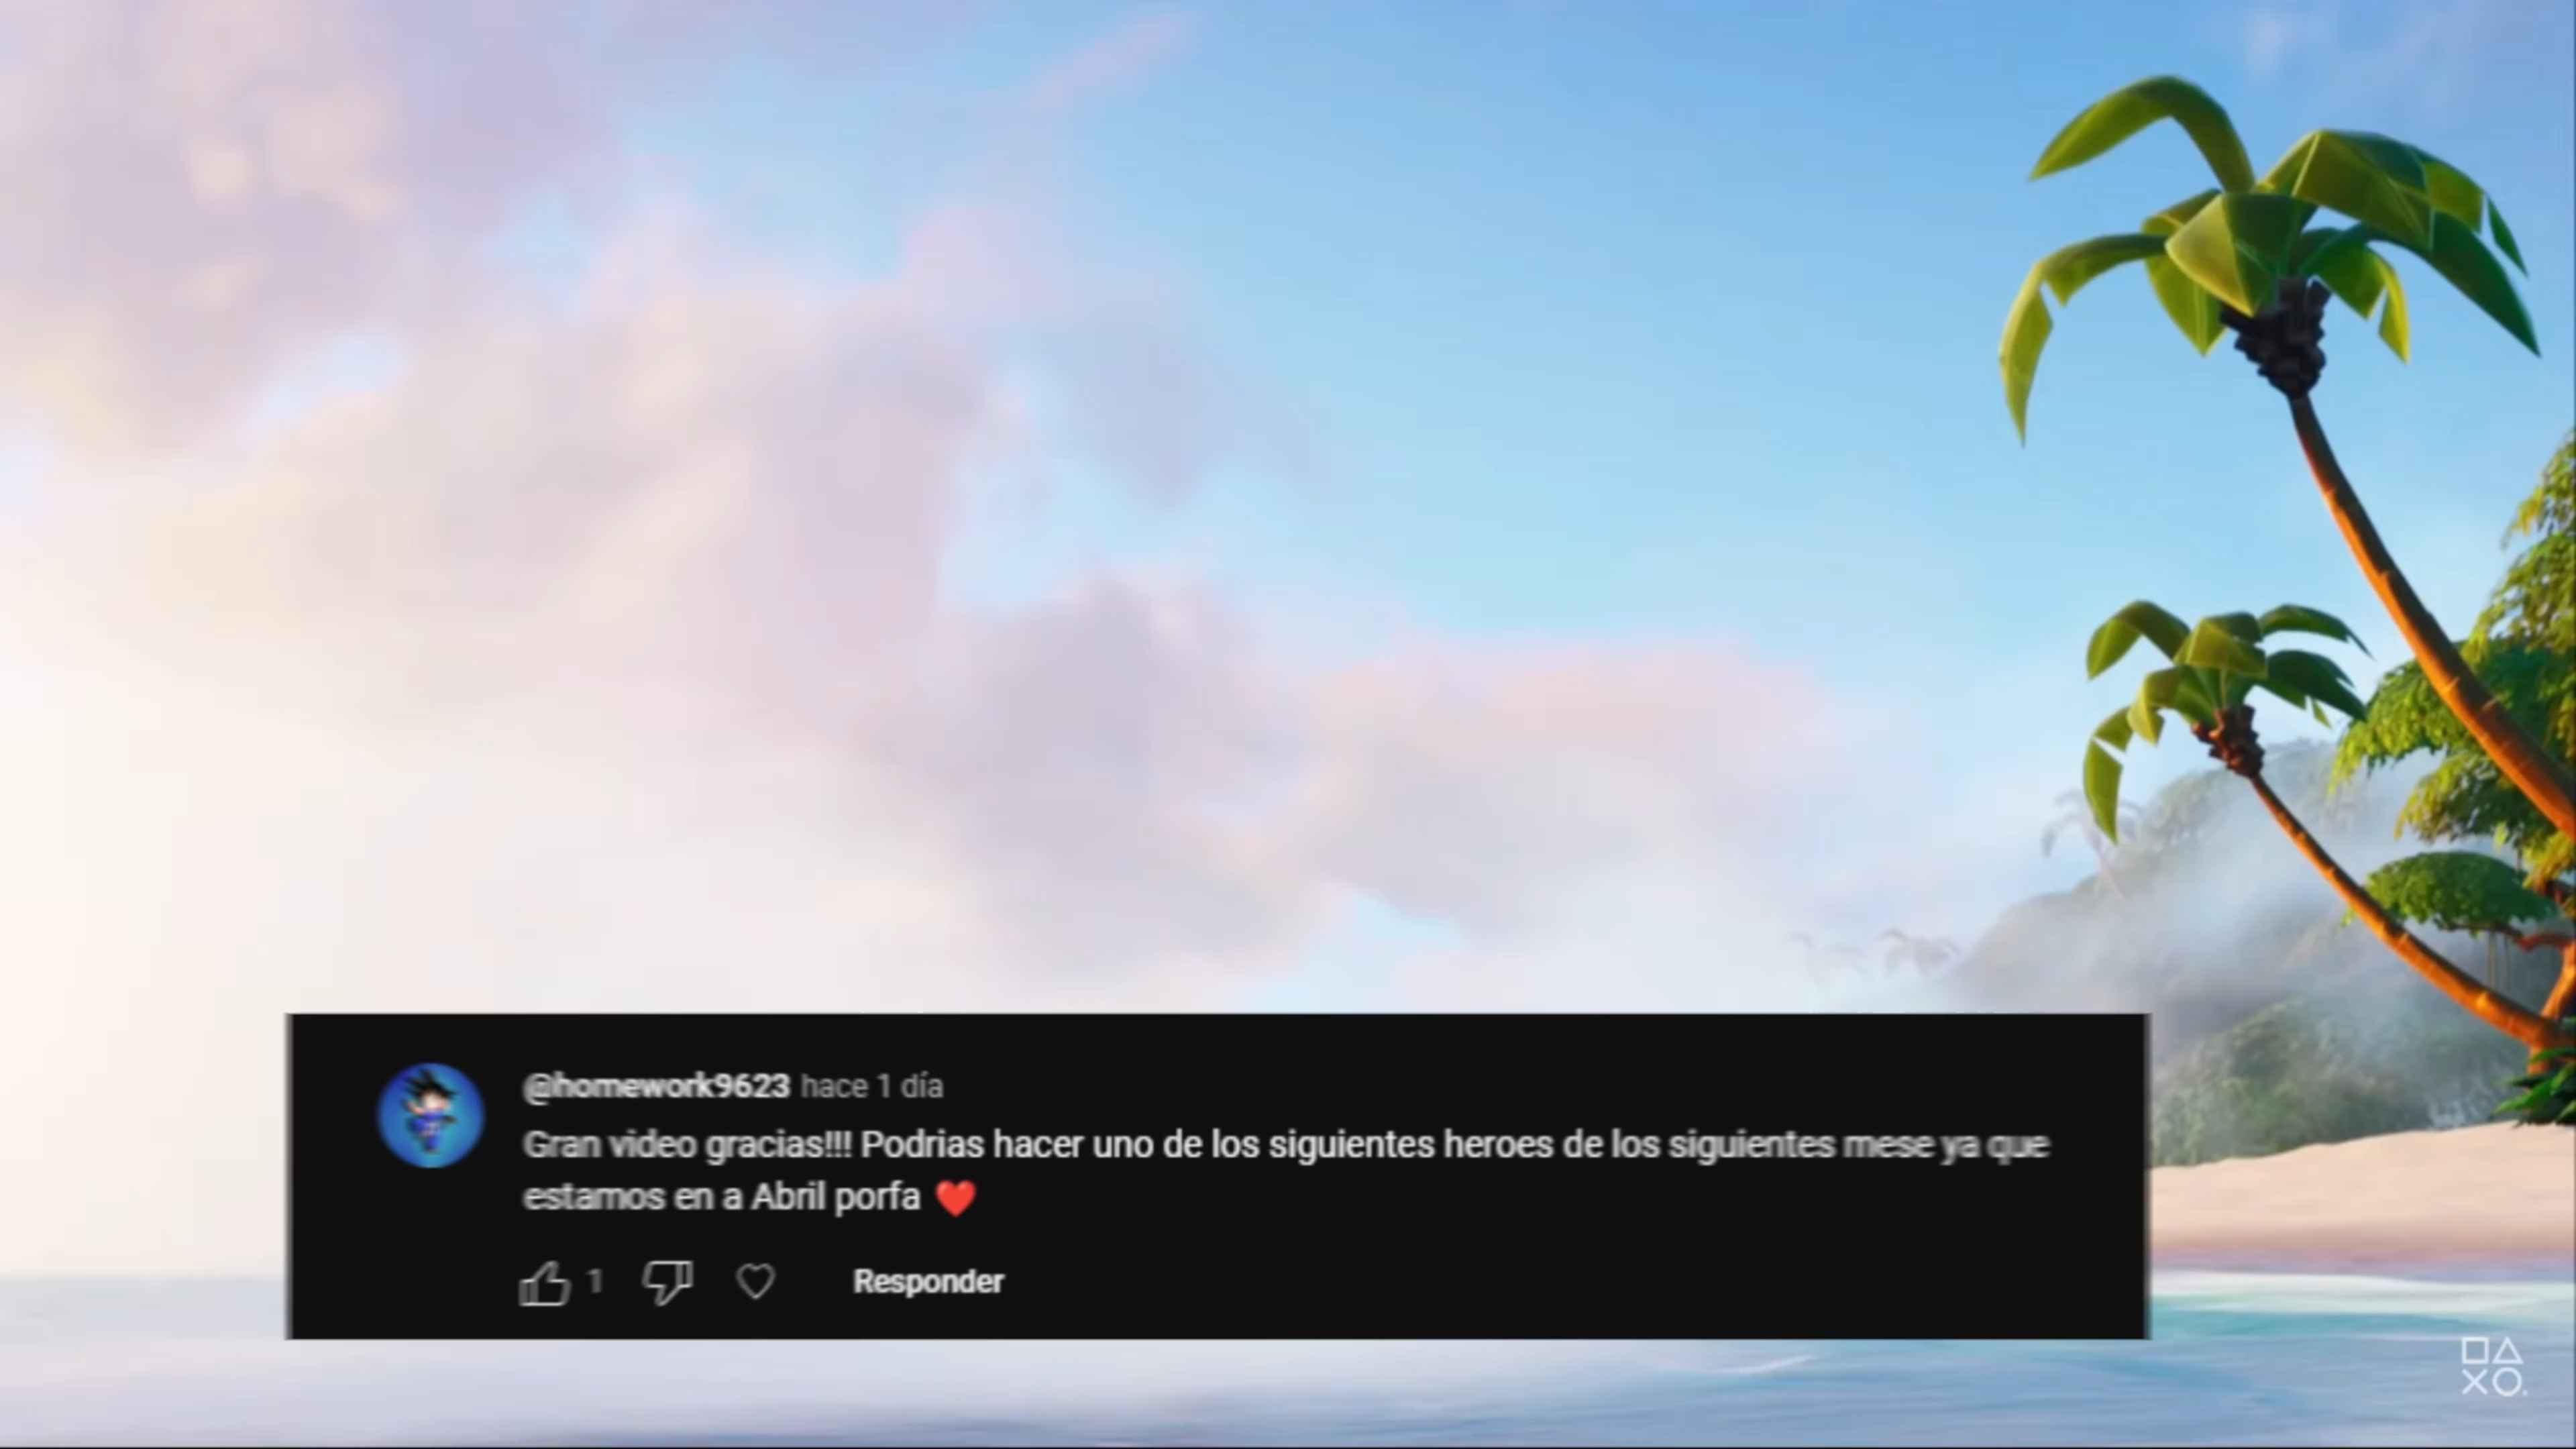 @homework9623 hace 1 día
Gran video gracias!!! Podrias hacer uno de los siguientes heroes de los siguientes mese ya que
estamos en a Abril porfa ❤️
1
Responder